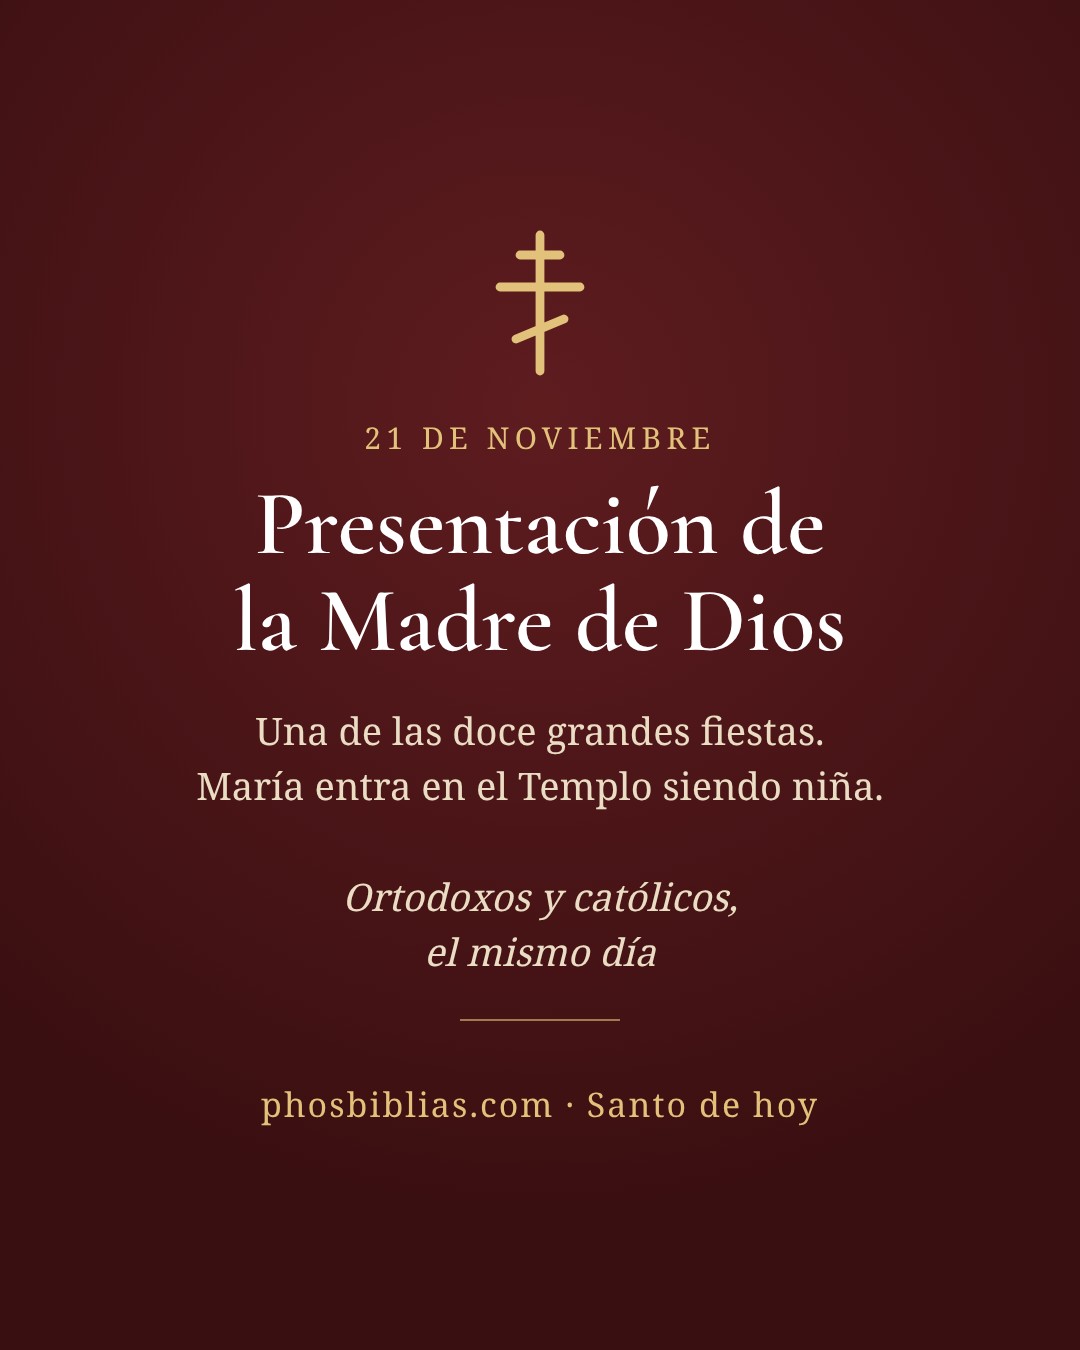 21 DE NOVIEMBRE
Presentación de
la Madre de Dios
Una de las doce grandes fiestas.
María entra en el Templo siendo niña.
Ortodoxos y católicos,
el mismo día
phosbiblias.com · Santo de hoy